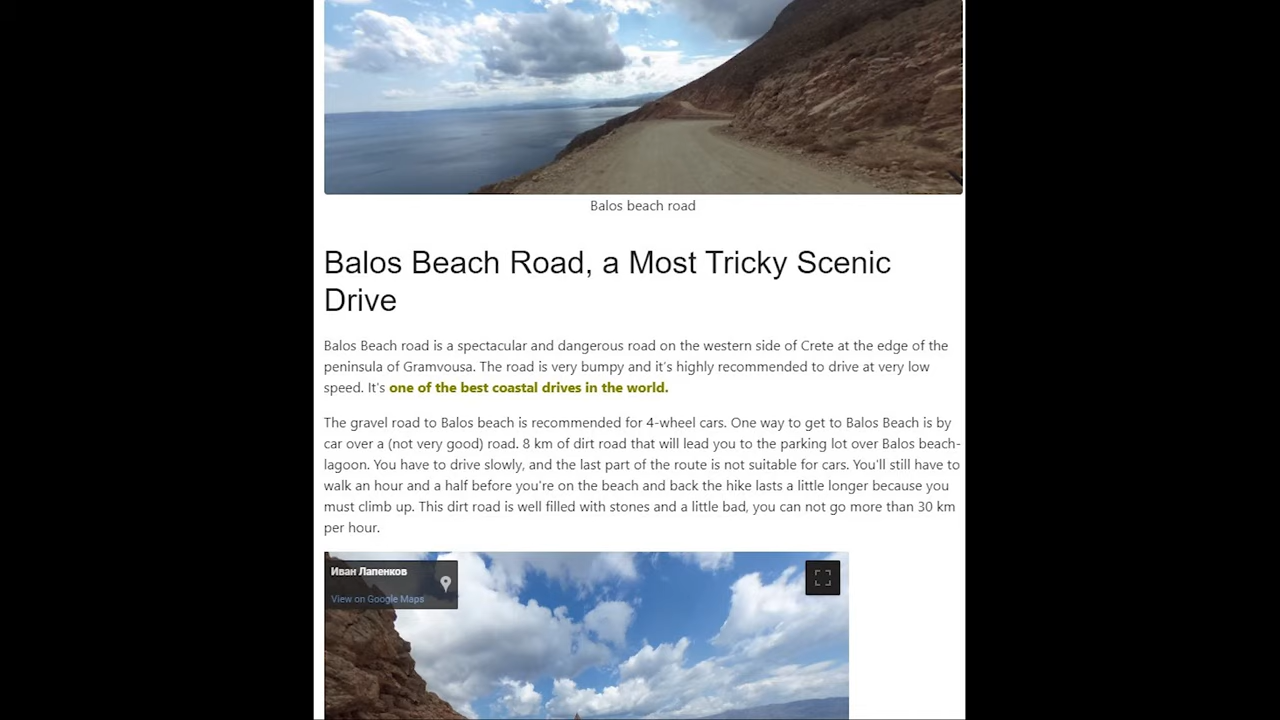 Balos beach road
Balos Beach Road, a Most Tricky Scenic
Drive
Balos Beach road is a spectacular and dangerous road on the western side of Crete at the edge of the
peninsula of Gramvousa. The road is very bumpy and it's highly recommended to drive at very low
speed. It's one of the best coastal drives in the world.
The gravel road to Balos beach is recommended for 4-wheel cars. One way to get to Balos Beach is by
car over a (not very good) road. 8 km of dirt road that will lead you to the parking lot over Balos beach-
lagoon. You have to drive slowly, and the last part of the route is not suitable for cars. You'll still have to
walk an hour and a half before you're on the beach and back the hike lasts a little longer because you
must climb up. This dirt road is well filled with stones and a little bad, you can not go more than 30 km
per hour.
Иван Лапенков
View on Google Maps